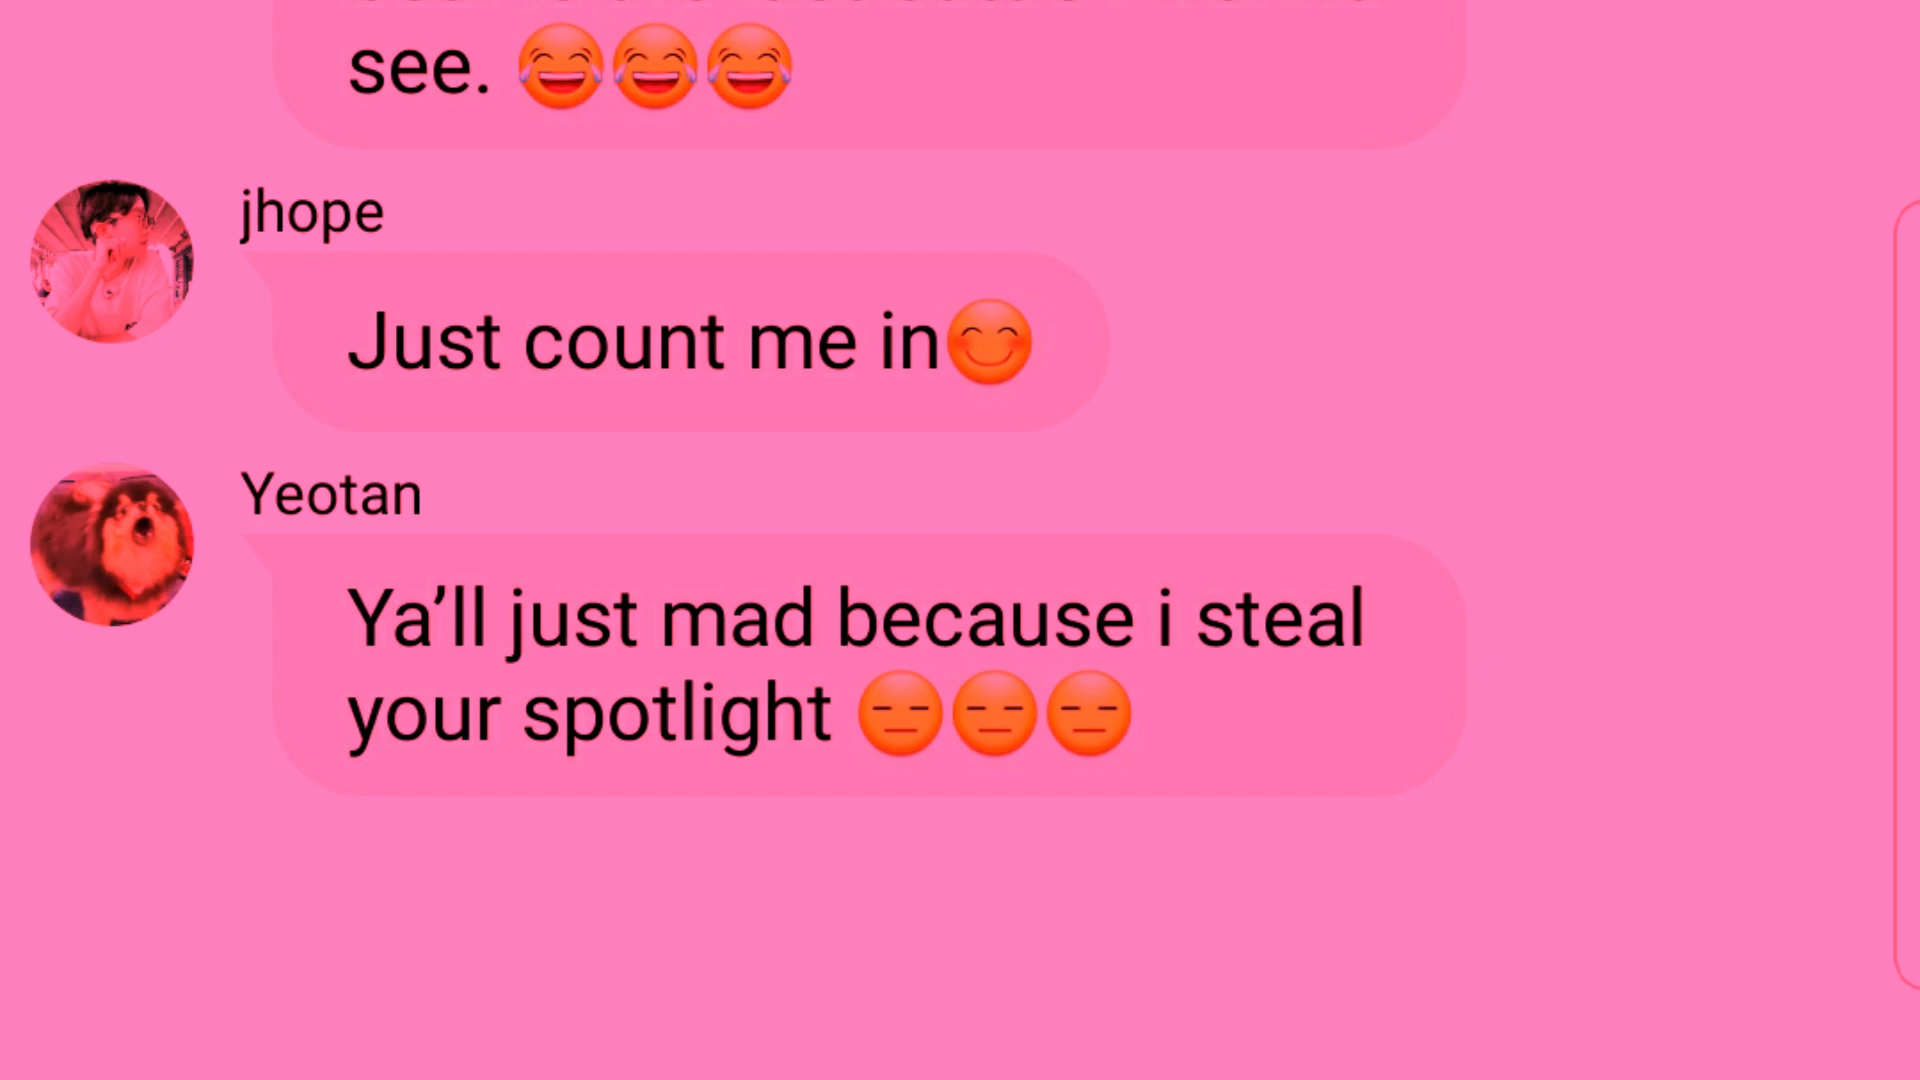 see. 😂😂😂
jhope
Just count me in😊
Yeotan
Ya’ll just mad because i steal
your spotlight 😑😑😑